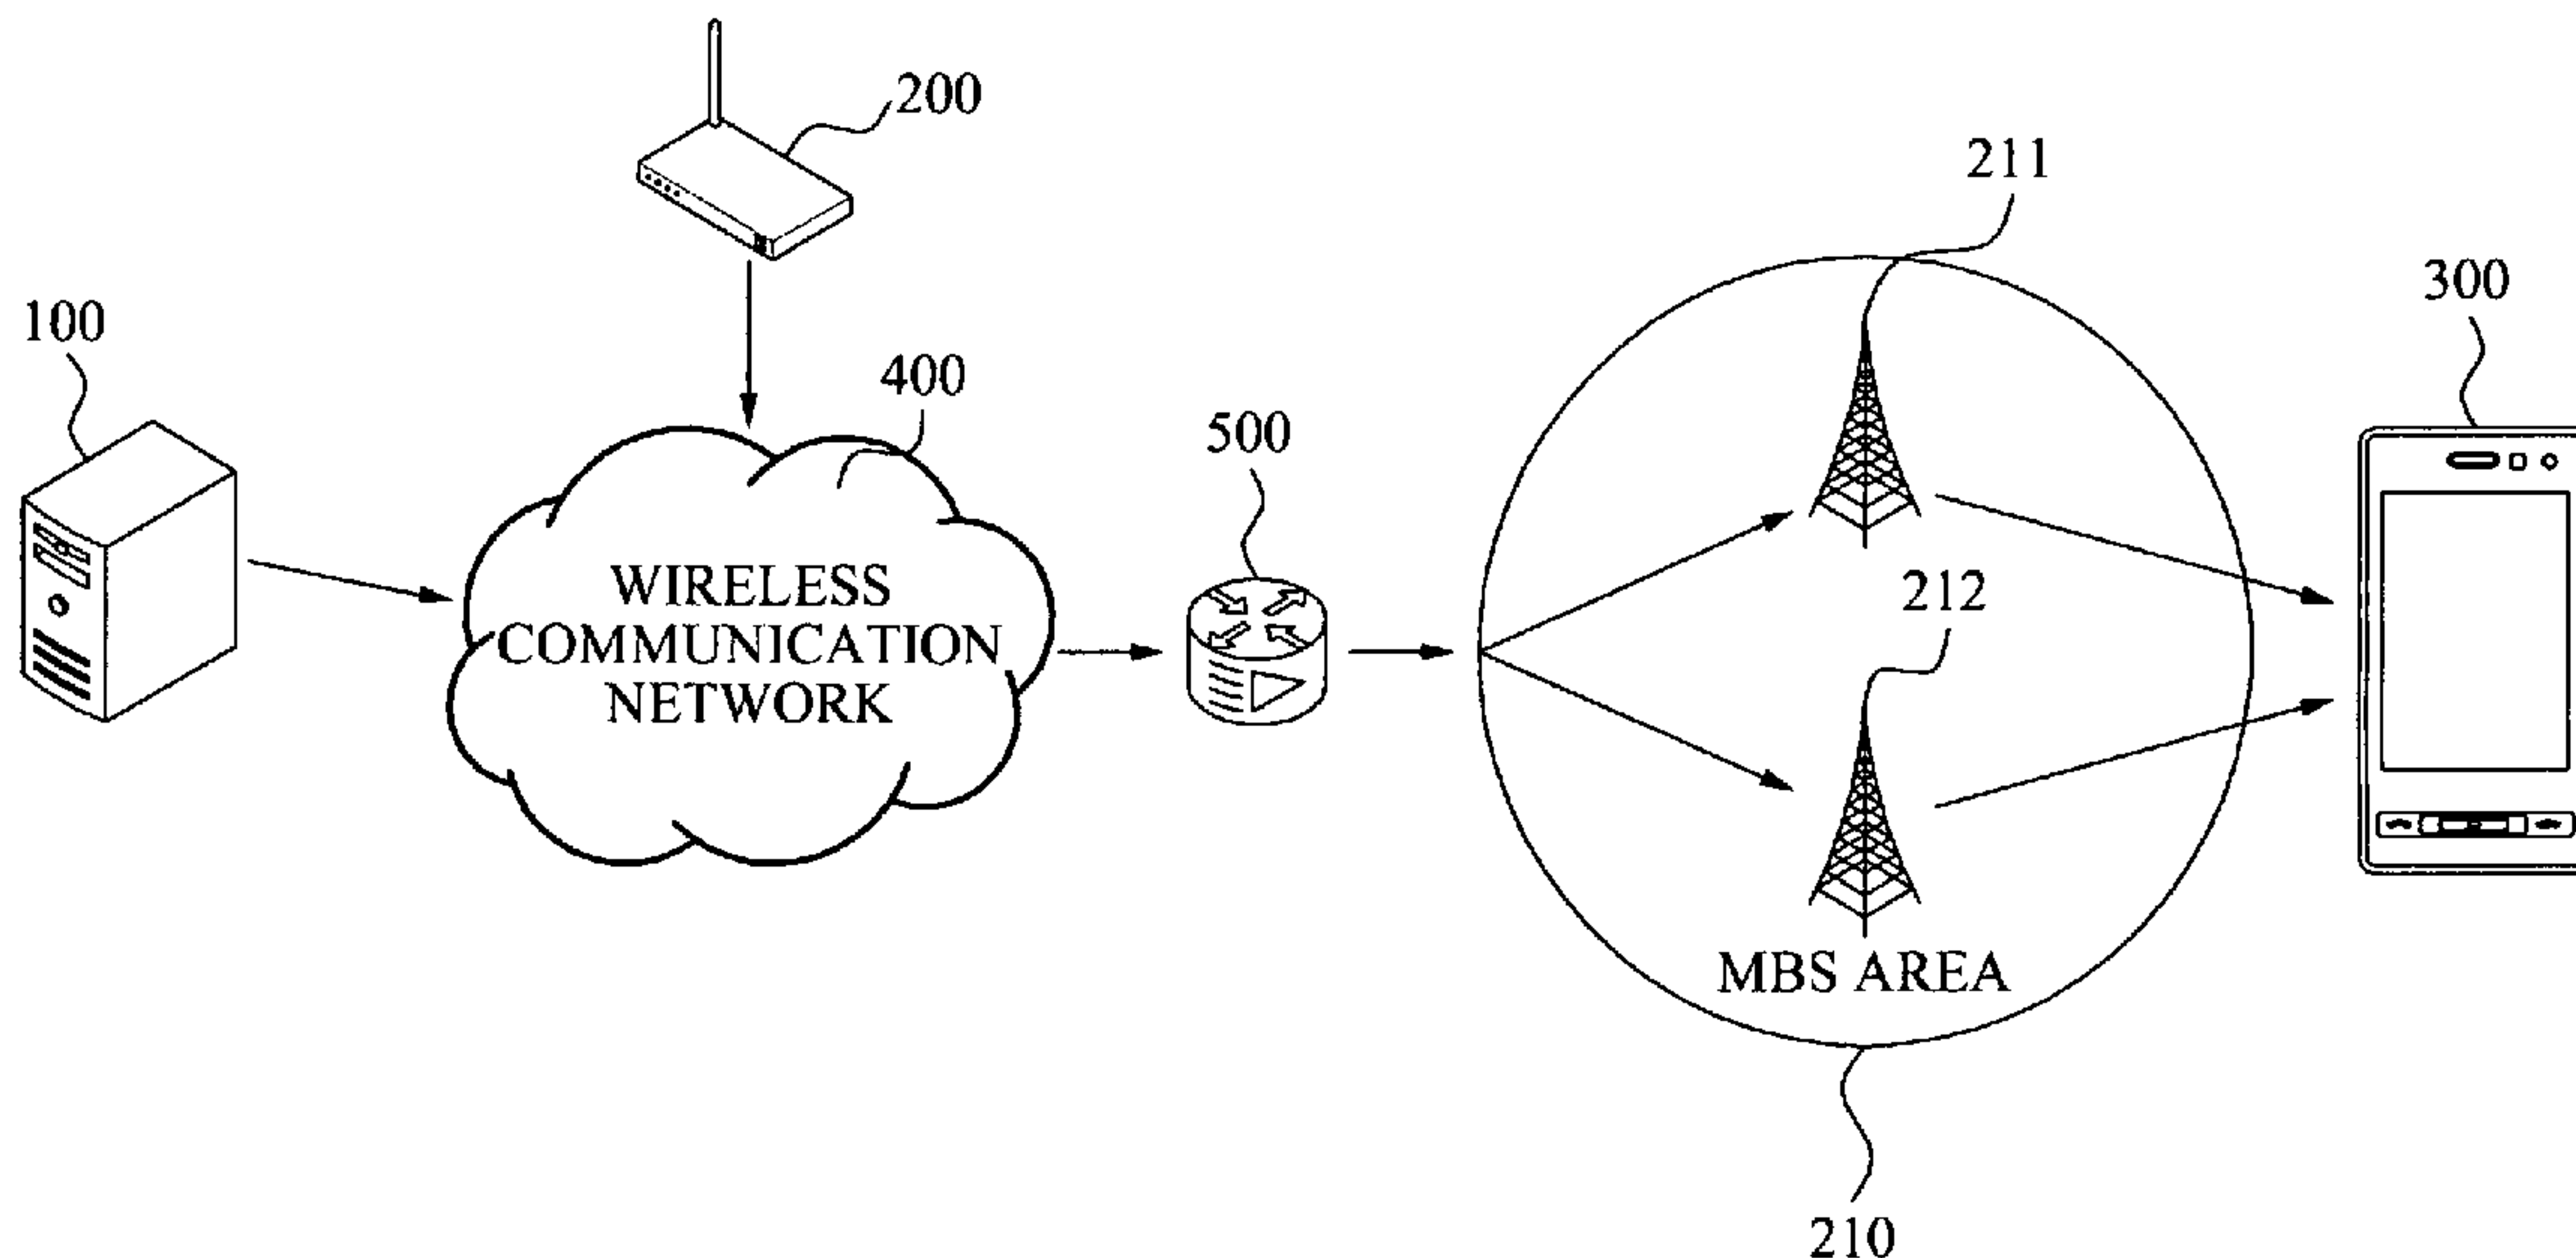 200
211
300
100
400
500
212
WIRELESS
COMMUNICATION
NETWORK
MBS AREA
210